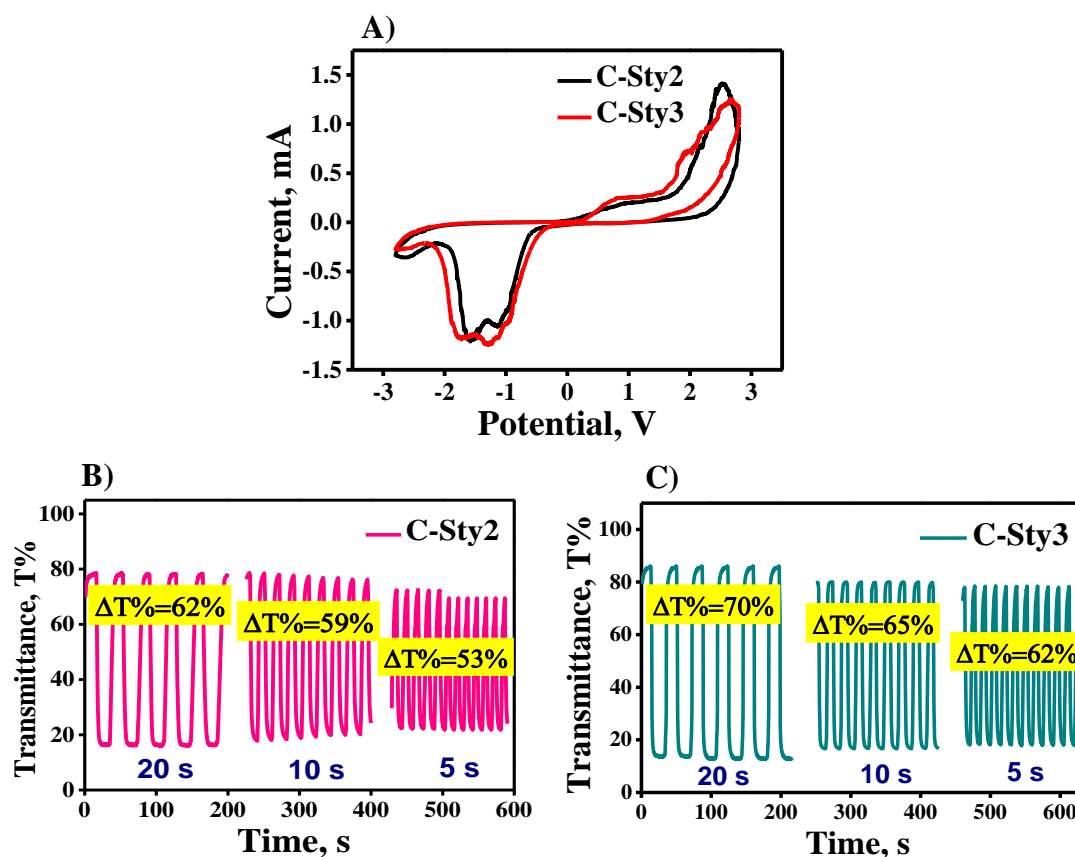 A)
C-Sty2
C-Sty3
1.5
1.0
0.5
0.0
-0.5
-1.0
-1.5
Current, mA
-3 -2 -1 0 1 2 3
Potential, V
B)
C-Sty2
100
80
60
40
20
0
Transmittance, T%
ΔT%=62%
ΔT%=59%
ΔT%=53%
20 s
10 s
5 s
0 100 200 300 400 500 600
Time, s
C)
C-Sty3
100
80
60
40
20
0
Transmittance, T%
ΔT%=70%
ΔT%=65%
ΔT%=62%
20 s
10 s
5 s
0 100 200 300 400 500 600
Time, s